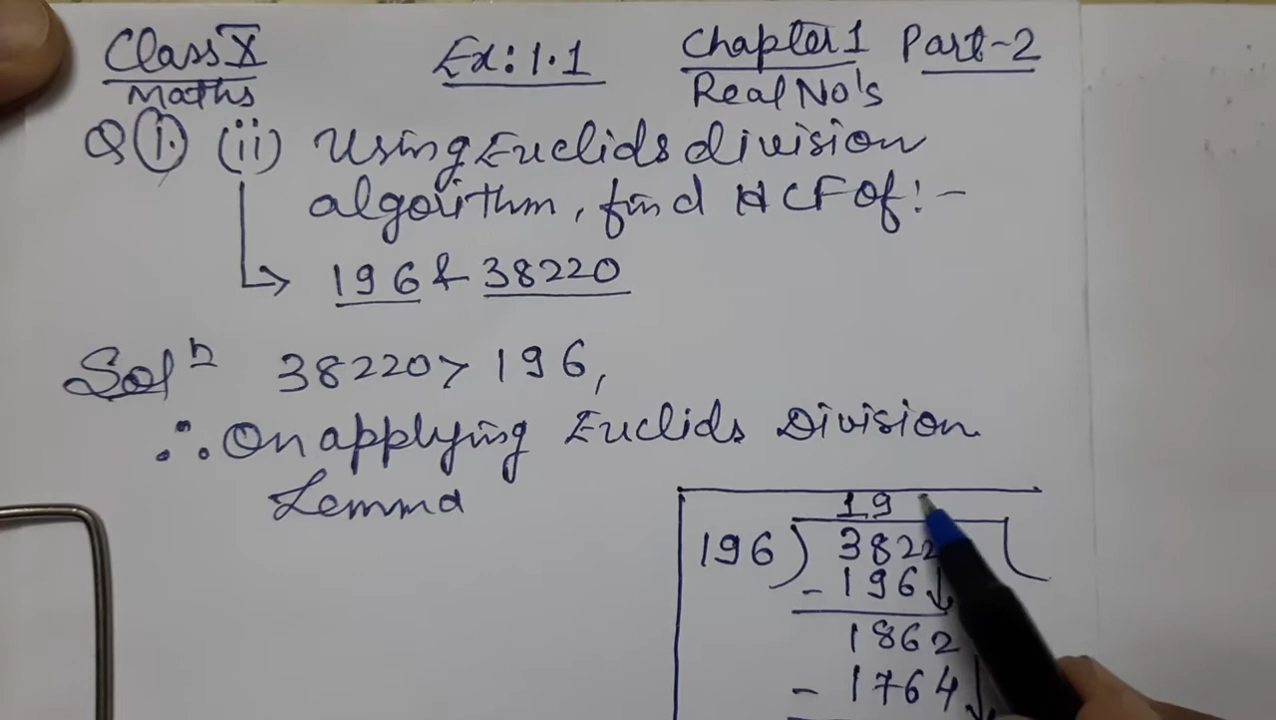 Class X Ex: 1.1 Chapter 1 Part-2
Maths Real No's
Q 1. (ii) Using Euclids division
algorithm, find HCF of :-
196 & 38220
Solⁿ 38220 > 196,
∴ On applying Euclids Division
Lemma
19
196 ) 3822
- 196
1862
- 1764